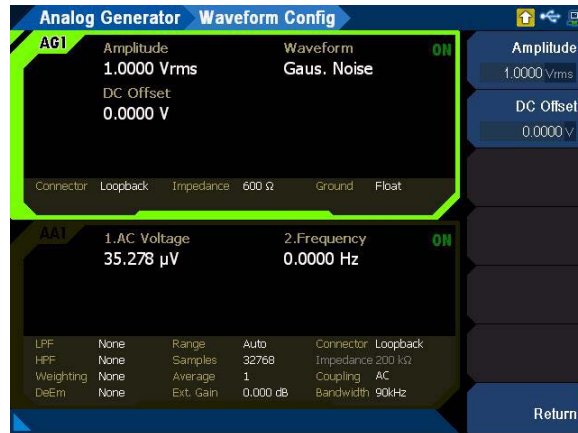 Analog Generator Waveform Config
AG1
Amplitude Waveform ON
1.0000 Vrms Gaus. Noise
DC Offset
0.0000 V
Connector Loopback Impedance 600 Ω Ground Float
AA1
1.AC Voltage 2.Frequency ON
35.278 µV 0.0000 Hz
LPF None Range Auto Connector Loopback
HPF None Samples 32768 Impedance 200 kΩ
Weighting None Average 1 Coupling AC
DeEm None Ext. Gain 0.000 dB Bandwidth 90kHz
Amplitude
1.0000 Vrms
DC Offset
0.0000 V
Return